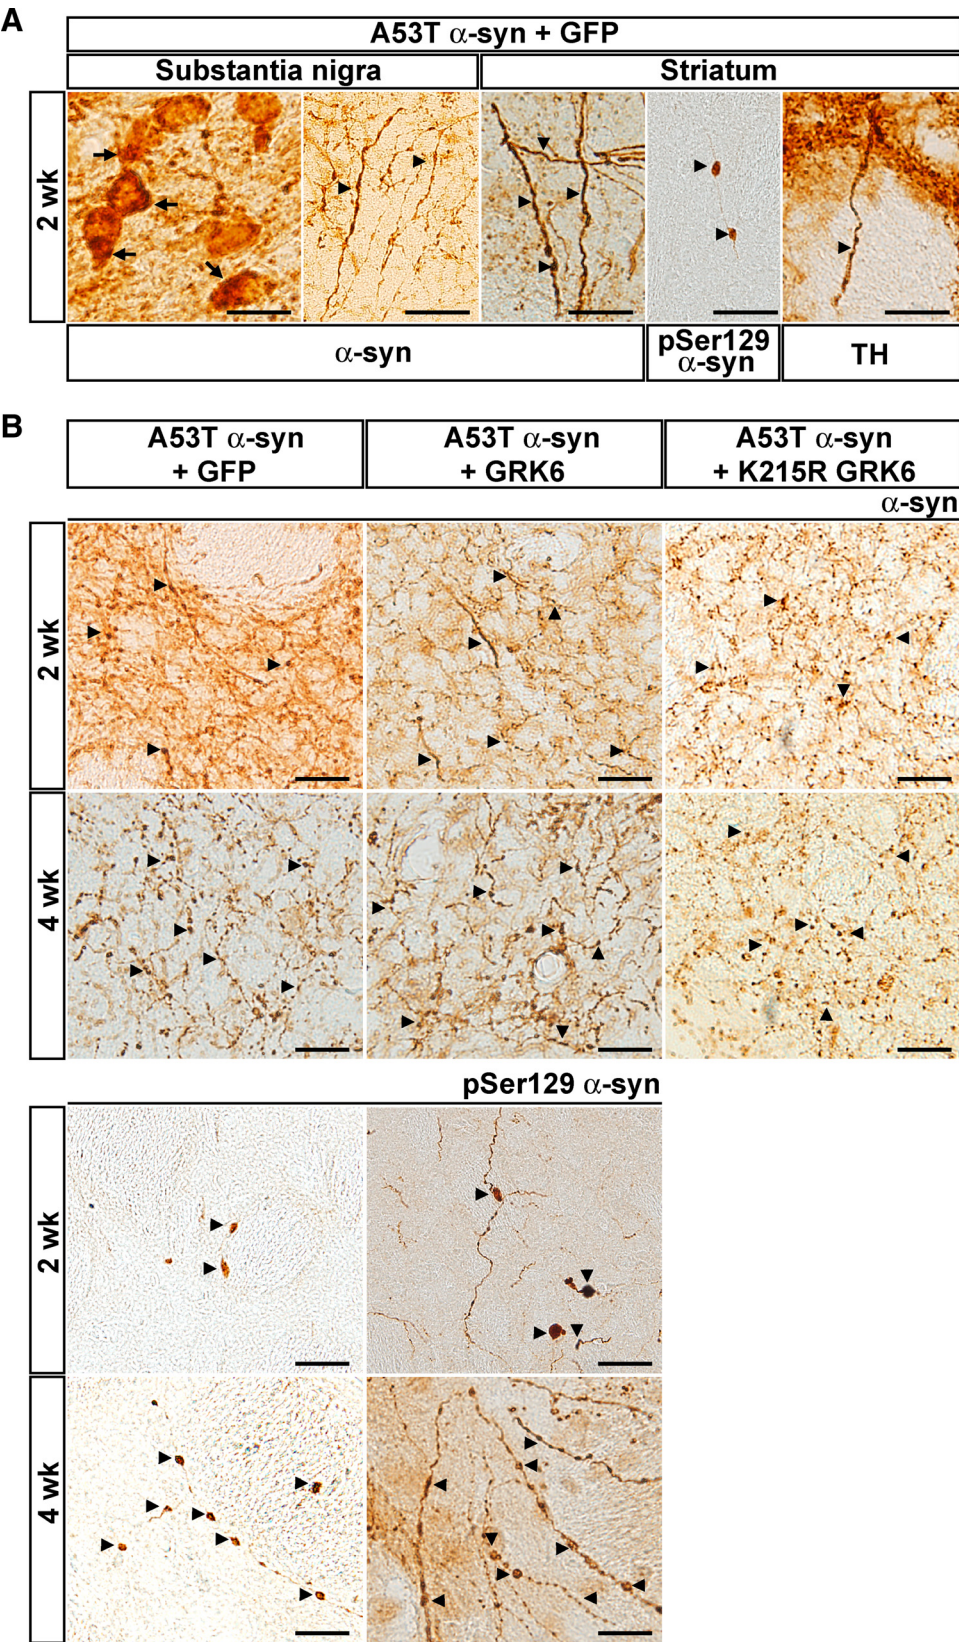 A
A53T α-syn + GFP
Substantia nigra
Striatum
2 wk
α-syn
pSer129
α-syn
TH
B
A53T α-syn
+ GFP
A53T α-syn
+ GRK6
A53T α-syn
+ K215R GRK6
α-syn
2 wk
4 wk
pSer129 α-syn
2 wk
4 wk